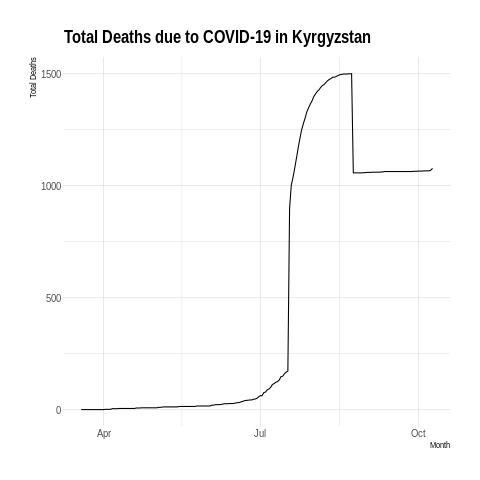 Total Deaths due to COVID-19 in Kyrgyzstan
Total Deaths
1500
1000
500
0
Apr
Jul
Oct
Month